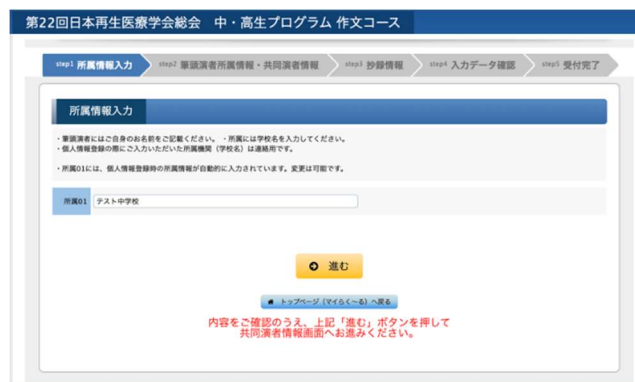 第22回日本再生医療学会総会 中・高生プログラム 作文コース
step1 所属情報入力 step2 筆頭演者所属情報・共同演者情報 step3 抄録情報 step4 入力データ確認 step5 受付完了
所属情報入力
・筆頭演者にはご自身のお名前をご記載ください。 ・所属には学校名を入力してください。
・個人情報登録の際にご入力いただいた所属機関（学校名）は連絡用です。
・所属01には、個人情報登録時の所属情報が自動的に入力されています。変更は可能です。
所属01 テスト中学校
進む
トップページ（マイらく～る）へ戻る
内容をご確認のうえ、上記「進む」ボタンを押して
共同演者情報画面へお進みください。